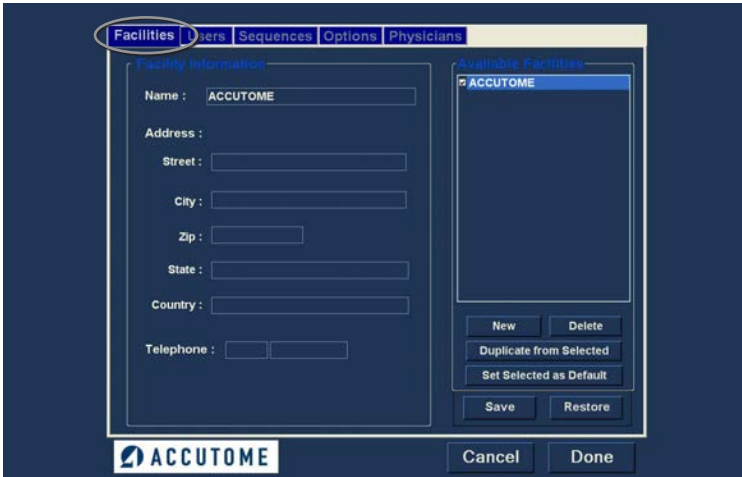 Facilities Users Sequences Options Physicians
Facility Information
Name : ACCUTOME
Address :
Street :
City :
Zip :
State :
Country :
Telephone :
Available Facilities
ACCUTOME
New Delete
Duplicate from Selected
Set Selected as Default
Save Restore
ACCUTOME
Cancel Done